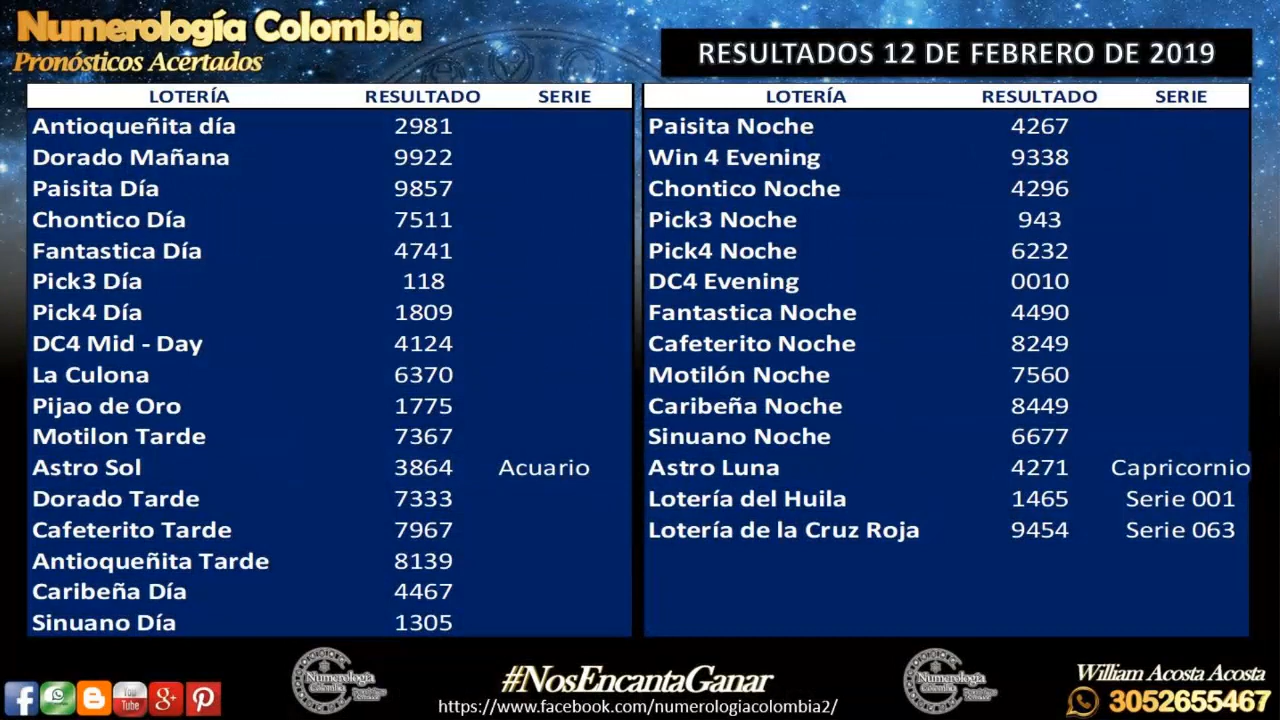 Numerología Colombia
Pronósticos Acertados
RESULTADOS 12 DE FEBRERO DE 2019
LOTERÍA RESULTADO SERIE
Antioqueñita día 2981
Dorado Mañana 9922
Paisita Día 9857
Chontico Día 7511
Fantastica Día 4741
Pick3 Día 118
Pick4 Día 1809
DC4 Mid - Day 4124
La Culona 6370
Pijao de Oro 1775
Motilon Tarde 7367
Astro Sol 3864 Acuario
Dorado Tarde 7333
Cafeterito Tarde 7967
Antioqueñita Tarde 8139
Caribeña Día 4467
Sinuano Día 1305
LOTERÍA RESULTADO SERIE
Paisita Noche 4267
Win 4 Evening 9338
Chontico Noche 4296
Pick3 Noche 943
Pick4 Noche 6232
DC4 Evening 0010
Fantastica Noche 4490
Cafeterito Noche 8249
Motilón Noche 7560
Caribeña Noche 8449
Sinuano Noche 6677
Astro Luna 4271 Capricornio
Lotería del Huila 1465 Serie 001
Lotería de la Cruz Roja 9454 Serie 063
You
Tube
Numerología
Colombia
#NosEncantaGanar
https://www.facebook.com/numerologiacolombia2/
Numerología
Colombia
William Acosta Acosta
3052655467